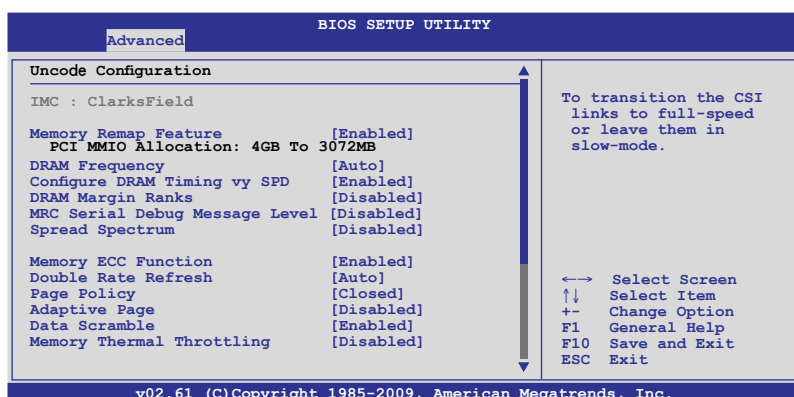 BIOS SETUP UTILITY
Advanced
Uncode Configuration
IMC : ClarksField
Memory Remap Feature [Enabled]
PCI MMIO Allocation: 4GB To 3072MB
DRAM Frequency [Auto]
Configure DRAM Timing vy SPD [Enabled]
DRAM Margin Ranks [Disabled]
MRC Serial Debug Message Level [Disabled]
Spread Spectrum [Disabled]
Memory ECC Function [Enabled]
Double Rate Refresh [Auto]
Page Policy [Closed]
Adaptive Page [Disabled]
Data Scramble [Enabled]
Memory Thermal Throttling [Disabled]
To transition the CSI
links to full-speed
or leave them in
slow-mode.
←→ Select Screen
↑↓ Select Item
+- Change Option
F1 General Help
F10 Save and Exit
ESC Exit
v02.61 (C)Copyright 1985-2009, American Megatrends, Inc.